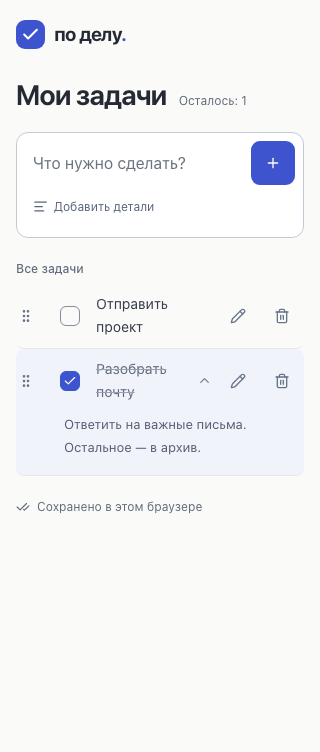 по делу.
Мои задачи
Осталось: 1
Что нужно сделать?
Добавить детали
Все задачи
Отправить
проект
Разобрать
почту
Ответить на важные письма.
Остальное — в архив.
Сохранено в этом браузере